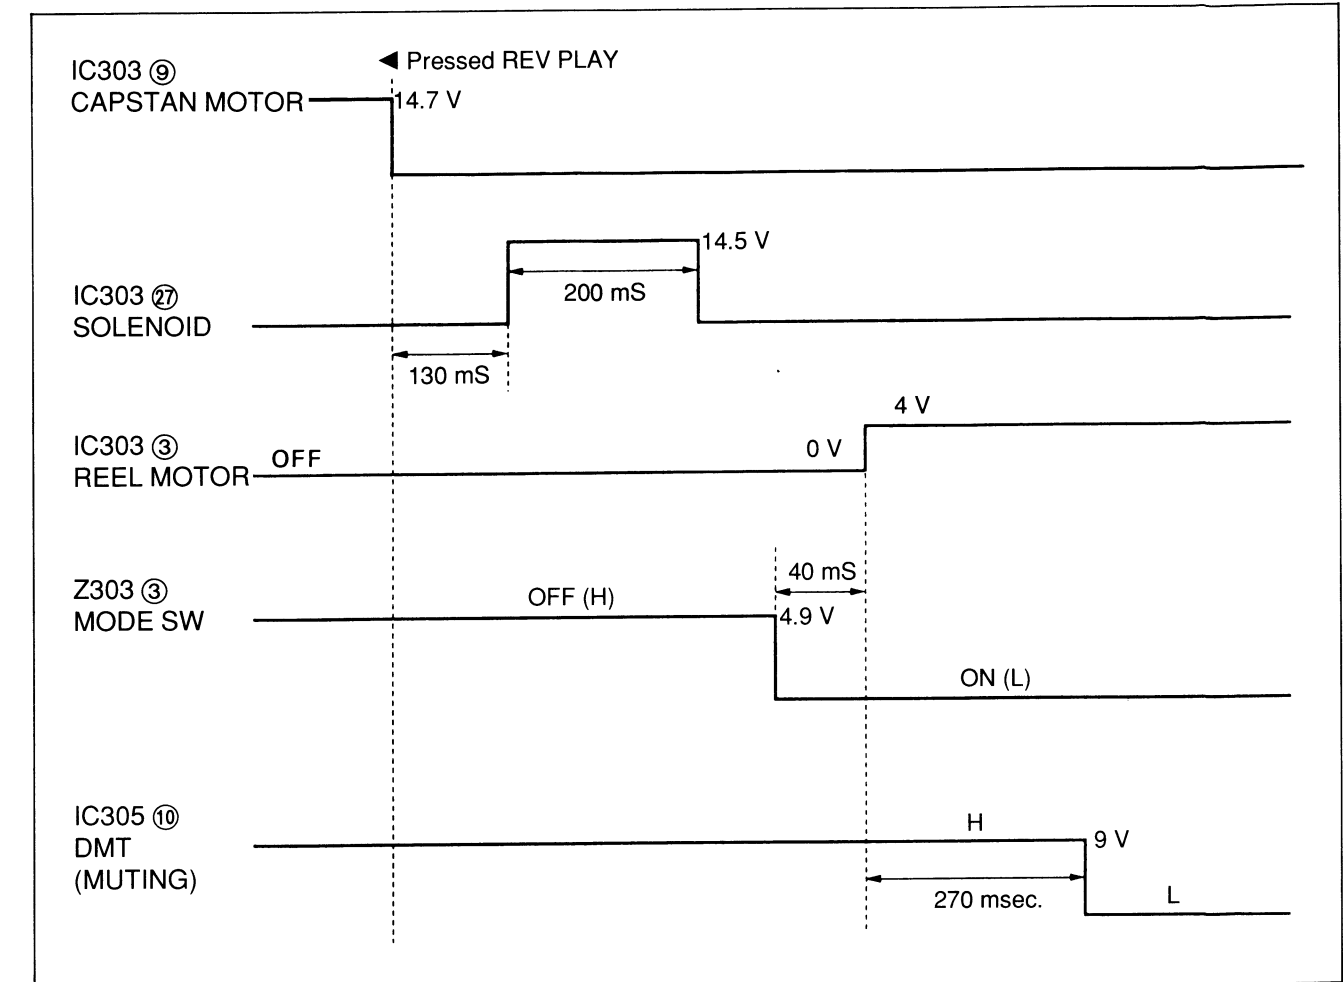 ◀ Pressed REV PLAY
IC303 ⑨
CAPSTAN MOTOR
14.7 V
14.5 V
200 mS
IC303 ㉗
SOLENOID
130 mS
4 V
IC303 ③
REEL MOTOR
OFF
0 V
40 mS
Z303 ③
MODE SW
OFF (H)
4.9 V
ON (L)
IC305 ⑩
DMT
(MUTING)
H
9 V
270 msec.
L